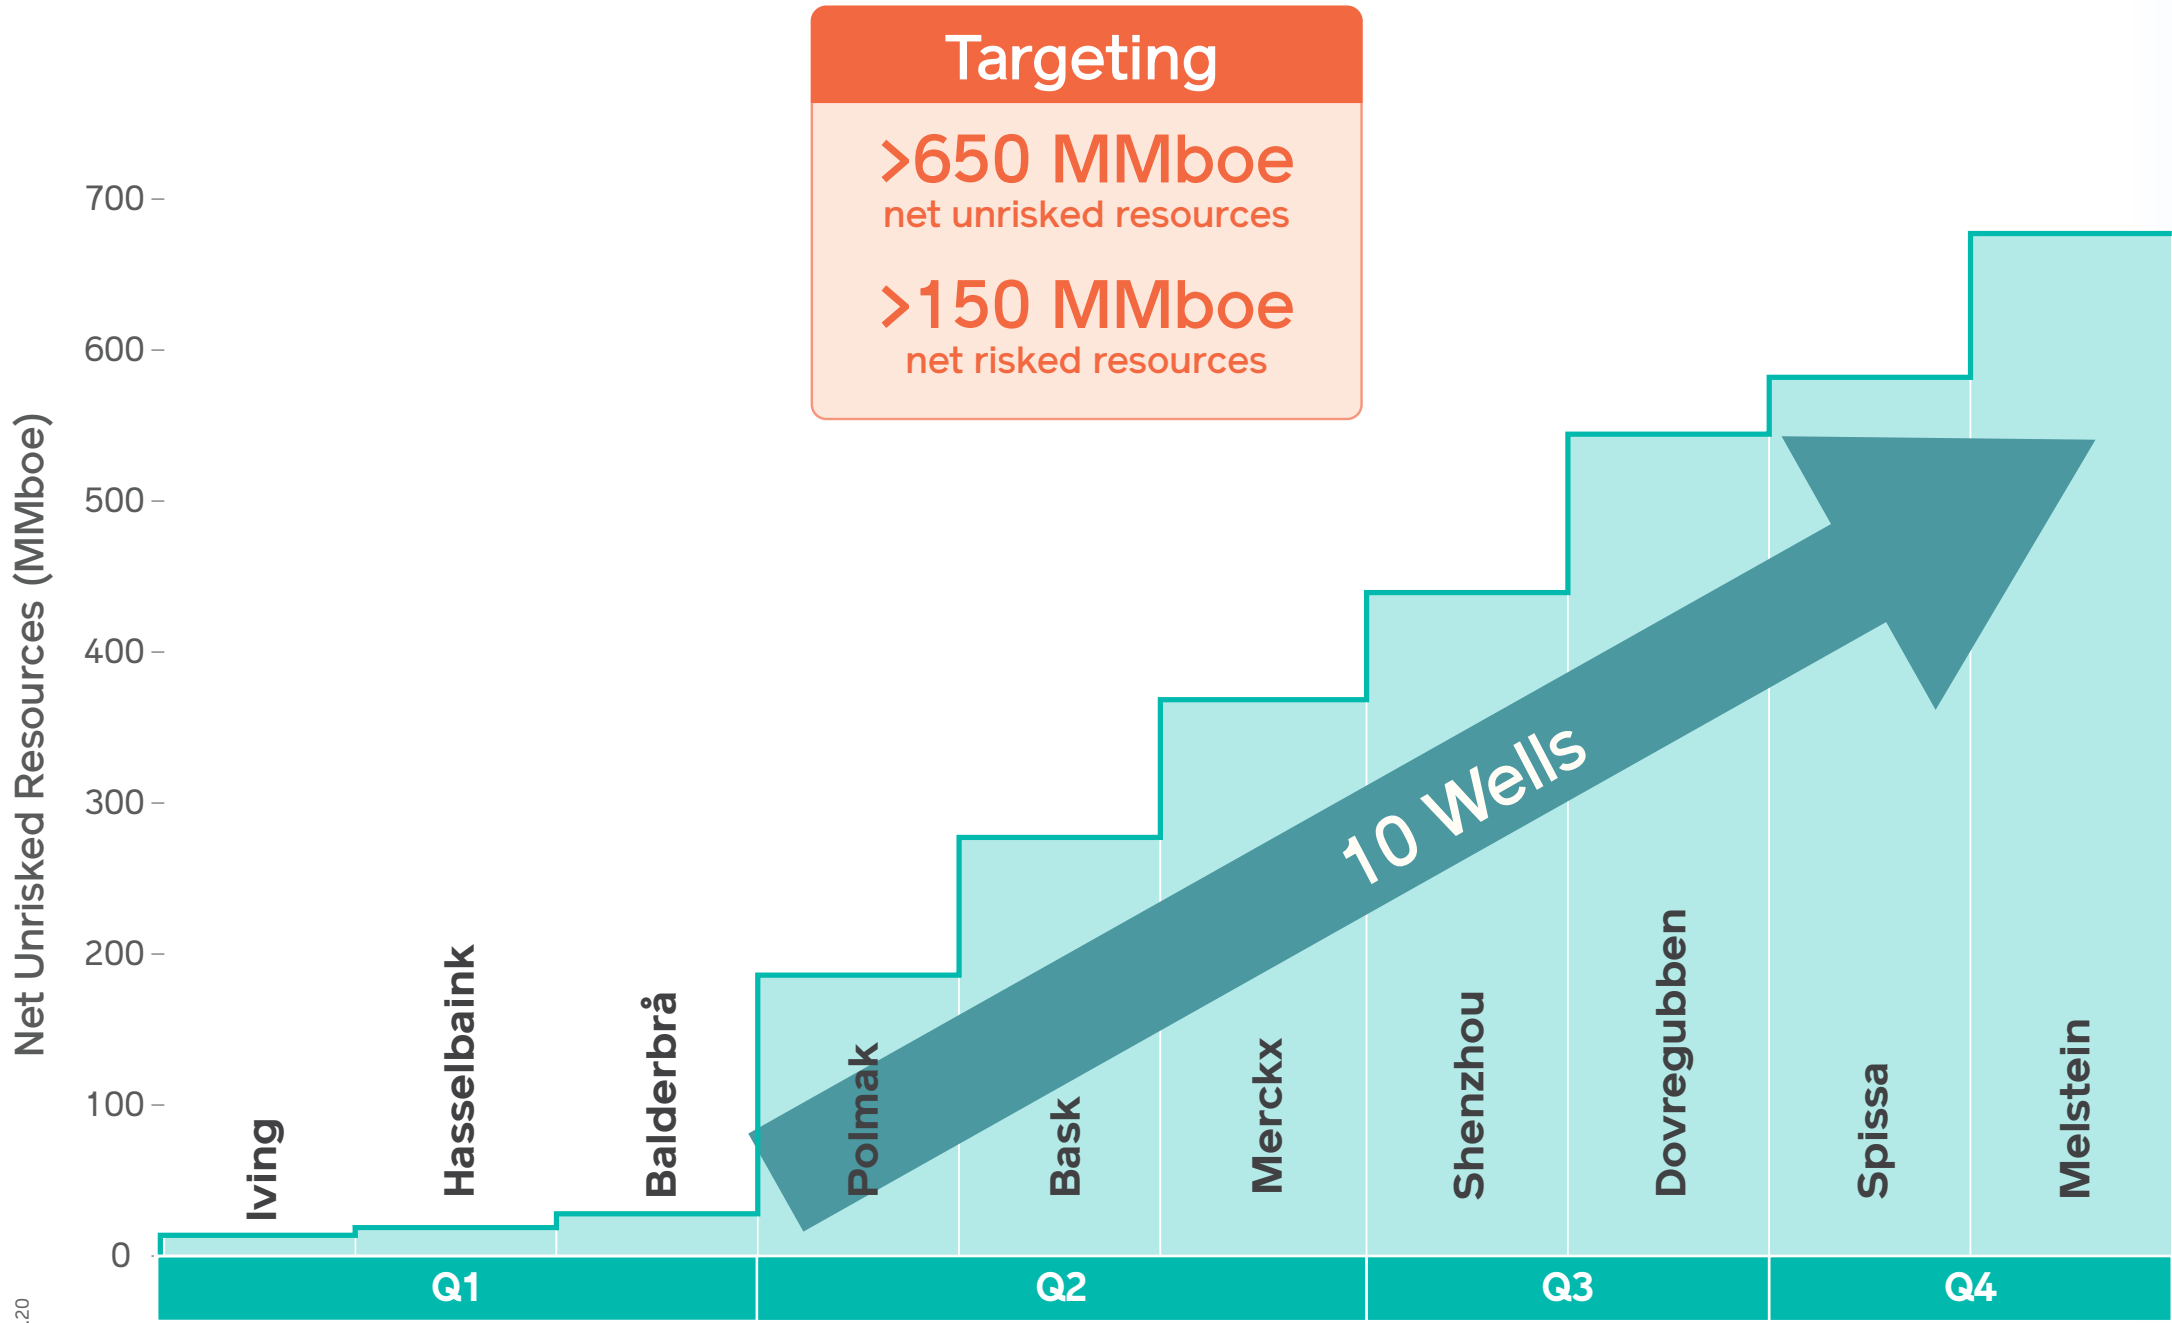 Targeting
>650 MMboe
net unrisked resources
>150 MMboe
net risked resources
Net Unrisked Resources (MMboe)
700
600
500
400
300
200
100
0
Iving
Hasselbaink
Balderbrå
Polmak
Bask
Merckx
Shenzhou
Dovregubben
Spissa
Melstein
10 Wells
Q1
Q2
Q3
Q4
.20